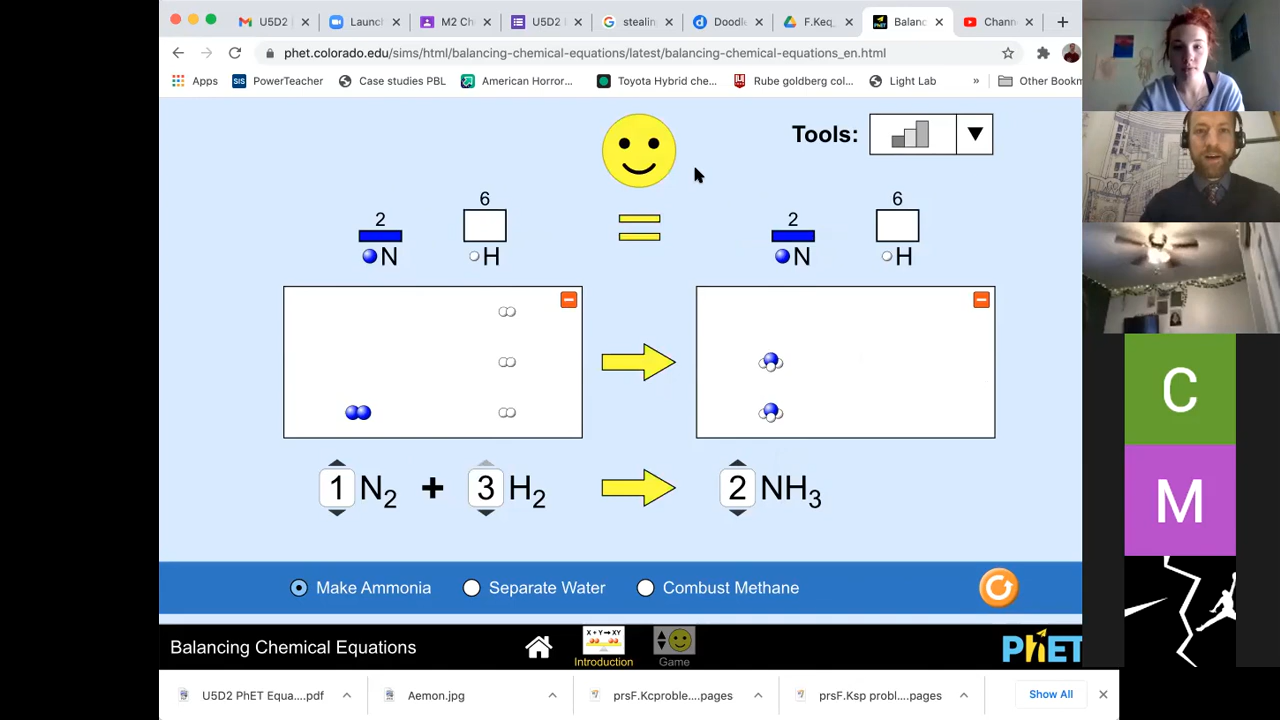 U5D2
Launc
M2 Ch
U5D2
stealin
Doodl
F.Keq_
Balanc
Chann
phet.colorado.edu/sims/html/balancing-chemical-equations/latest/balancing-chemical-equations_en.html
Apps
SIS PowerTeacher
Case studies PBL
American Horror...
Toyota Hybrid che...
Rube goldberg col...
Light Lab
»
Other Bookm
Tools:
2 6 = 2 6
N H N H
1 N2 + 3 H2 2 NH3
Make Ammonia Separate Water Combust Methane
Balancing Chemical Equations
X + Y → XY
Introduction
Game
PhET
U5D2 PhET Equa....pdf
Aemon.jpg
prsF.Kcproble....pages
prsF.Ksp probl....pages
Show All
C
M